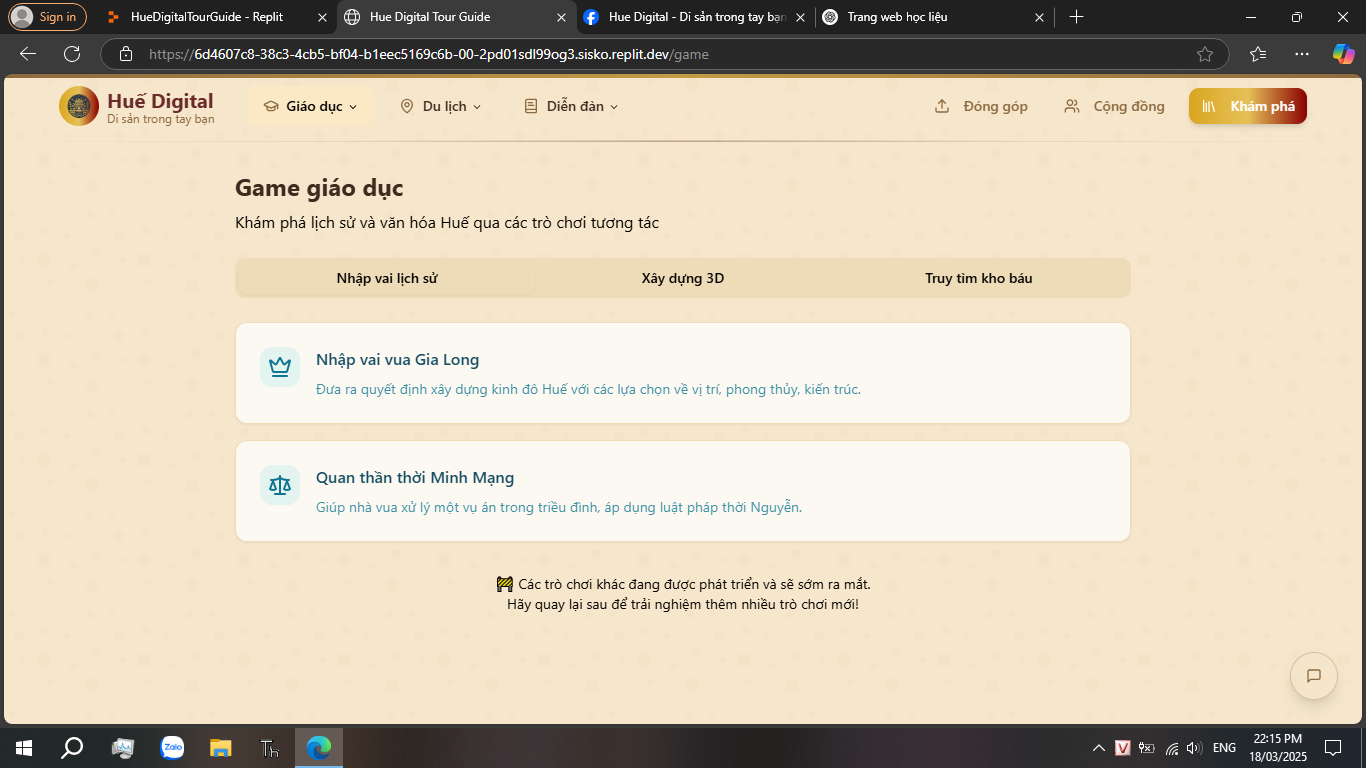 Sign in
HueDigitalTourGuide - Replit
Hue Digital Tour Guide
Hue Digital - Di sản trong tay bạn
Trang web học liệu
https://6d4607c8-38c3-4cb5-bf04-b1eec5169c6b-00-2pd01sdl99og3.sisko.replit.dev/game
Huế Digital
Di sản trong tay bạn
Giáo dục
Du lịch
Diễn đàn
Đóng góp
Cộng đồng
Khám phá
Game giáo dục
Khám phá lịch sử và văn hóa Huế qua các trò chơi tương tác
Nhập vai lịch sử
Xây dựng 3D
Truy tìm kho báu
Nhập vai vua Gia Long
Đưa ra quyết định xây dựng kinh đô Huế với các lựa chọn về vị trí, phong thủy, kiến trúc.
Quan thần thời Minh Mạng
Giúp nhà vua xử lý một vụ án trong triều đình, áp dụng luật pháp thời Nguyễn.
🚧 Các trò chơi khác đang được phát triển và sẽ sớm ra mắt.
Hãy quay lại sau để trải nghiệm thêm nhiều trò chơi mới!
Zalo
Th
V
ENG
22:15 PM
18/03/2025